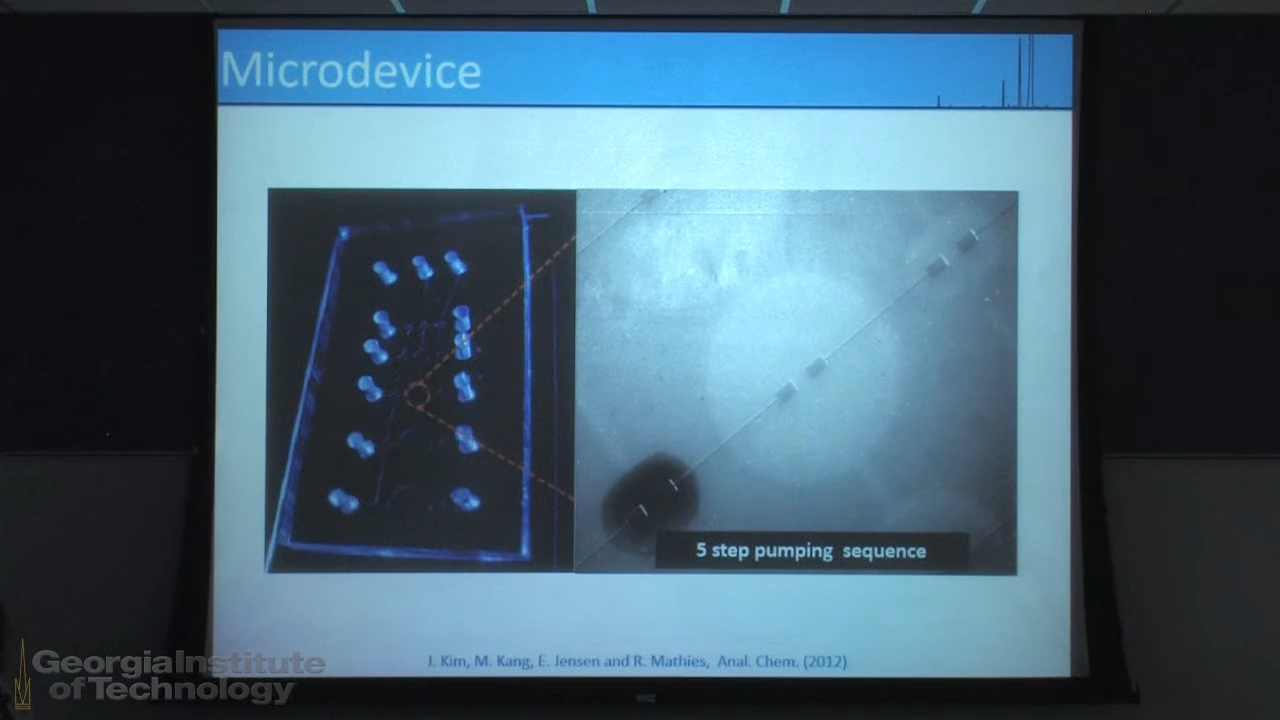 Microdevice
5 step pumping sequence
J. Kim, M. Kang, E. Jensen and R. Mathies, Anal. Chem. (2012)
GeorgiaInstitute
of Technology